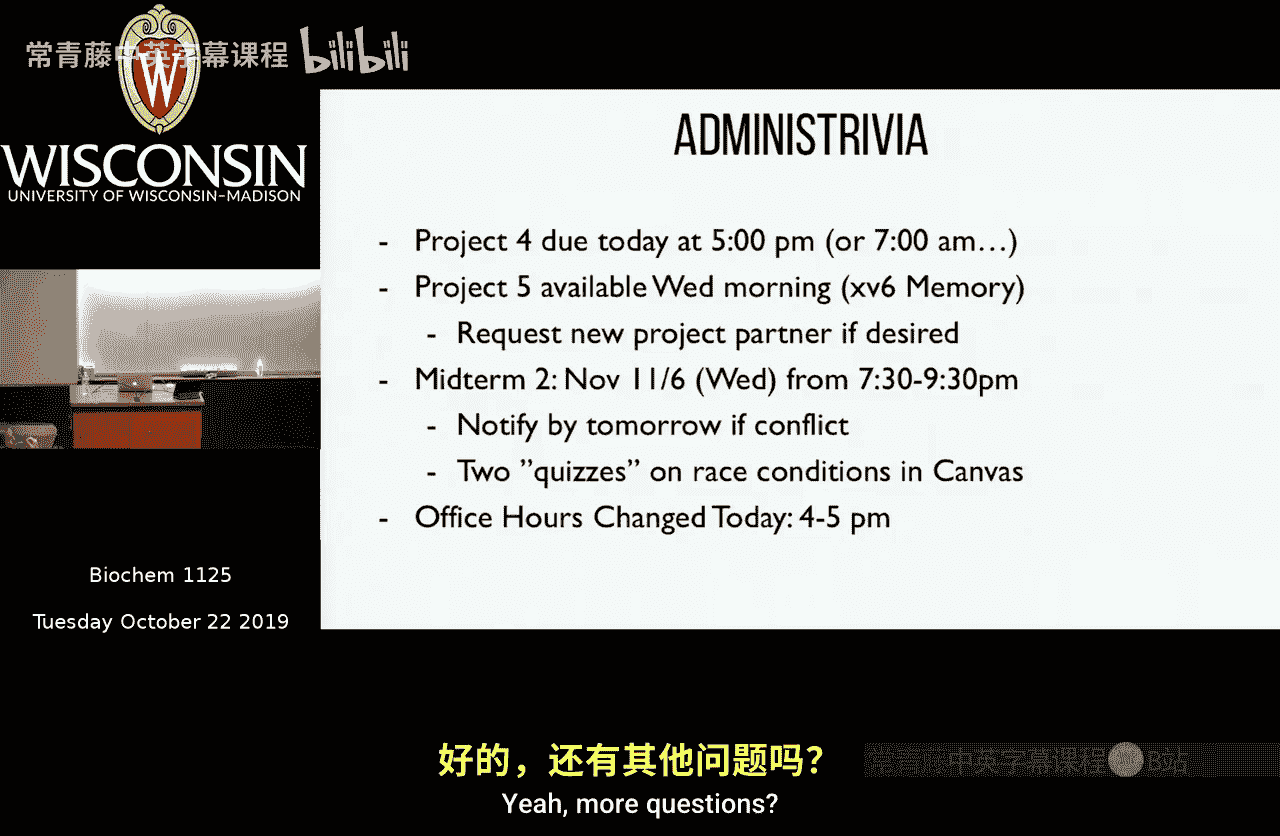 常青藤中英字幕课程 bilibili
W
WISCONSIN
UNIVERSITY OF WISCONSIN-MADISON
ADMINISTRIVIA
- Project 4 due today at 5:00 pm (or 7:00 am…)
- Project 5 available Wed morning (xv6 Memory)
- Request new project partner if desired
- Midterm 2: Nov 11/6 (Wed) from 7:30-9:30pm
- Notify by tomorrow if conflict
- Two ”quizzes” on race conditions in Canvas
- Office Hours Changed Today: 4-5 pm
Biochem 1125
Tuesday October 22 2019
好的，还有其他问题吗？
常青藤中英字幕课程 B站
Yeah, more questions?